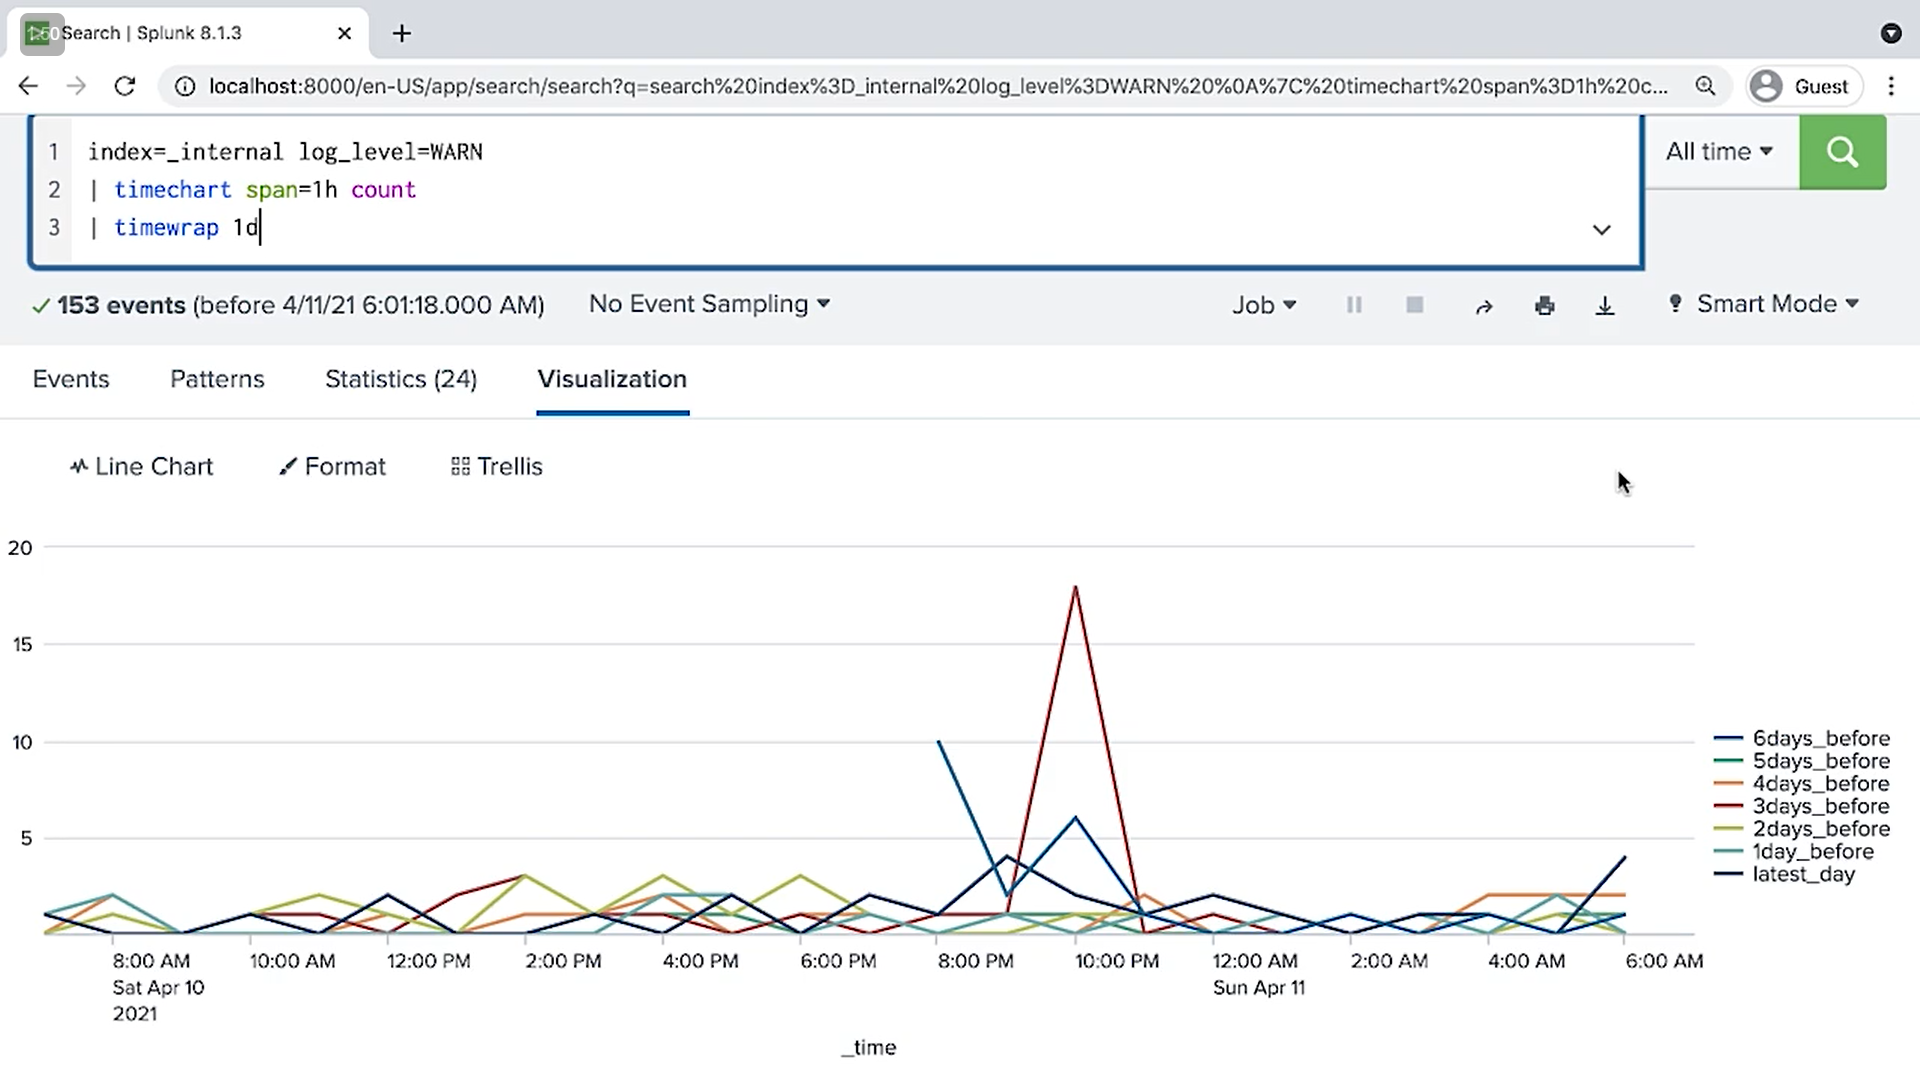 1:50
Search | Splunk 8.1.3
localhost:8000/en-US/app/search/search?q=search%20index%3D_internal%20log_level%3DWARN%20%0A%7C%20timechart%20span%3D1h%20c...
Guest
1 index=_internal log_level=WARN
2 | timechart span=1h count
3 | timewrap 1d
All time
153 events (before 4/11/21 6:01:18.000 AM)
No Event Sampling
Job
Smart Mode
Events Patterns Statistics (24) Visualization
Line Chart Format Trellis
20
15
10
5
6days_before
5days_before
4days_before
3days_before
2days_before
1day_before
latest_day
8:00 AM 10:00 AM 12:00 PM 2:00 PM 4:00 PM 6:00 PM 8:00 PM 10:00 PM 12:00 AM 2:00 AM 4:00 AM 6:00 AM
Sat Apr 10 Sun Apr 11
2021
_time